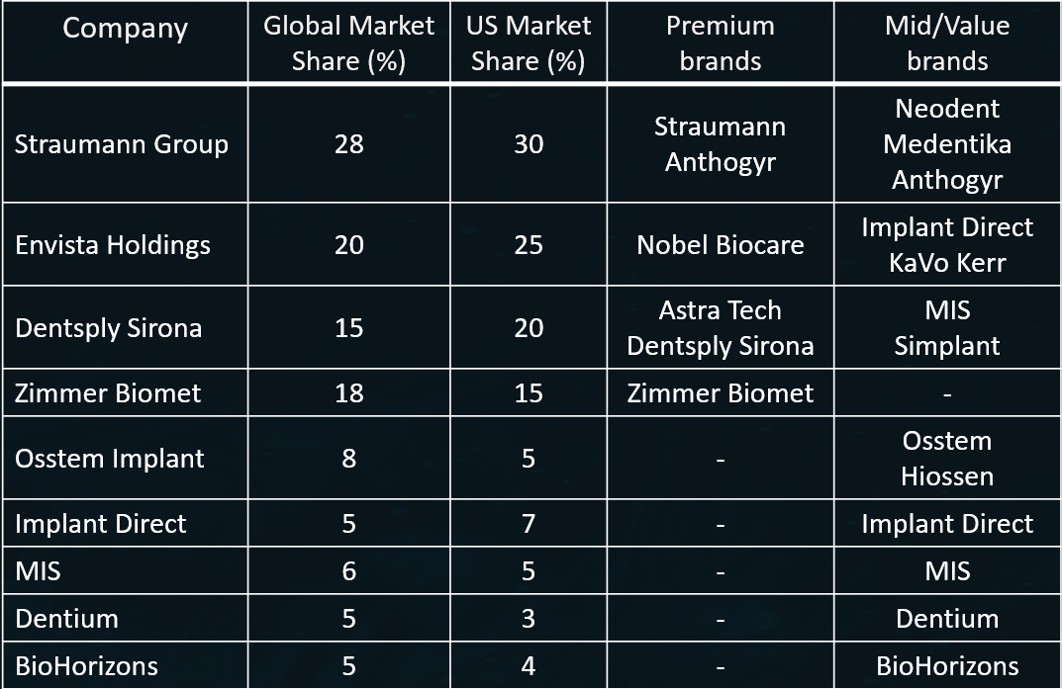 Company
Global Market
Share (%)
US Market
Share (%)
Premium
brands
Mid/Value
brands
Straumann Group
28
30
Straumann
Anthogyr
Neodent
Medentika
Anthogyr
Envista Holdings
20
25
Nobel Biocare
Implant Direct
KaVo Kerr
Dentsply Sirona
15
20
Astra Tech
Dentsply Sirona
MIS
Simplant
Zimmer Biomet
18
15
Zimmer Biomet
-
Osstem Implant
8
5
-
Osstem
Hiossen
Implant Direct
5
7
-
Implant Direct
MIS
6
5
-
MIS
Dentium
5
3
-
Dentium
BioHorizons
5
4
-
BioHorizons